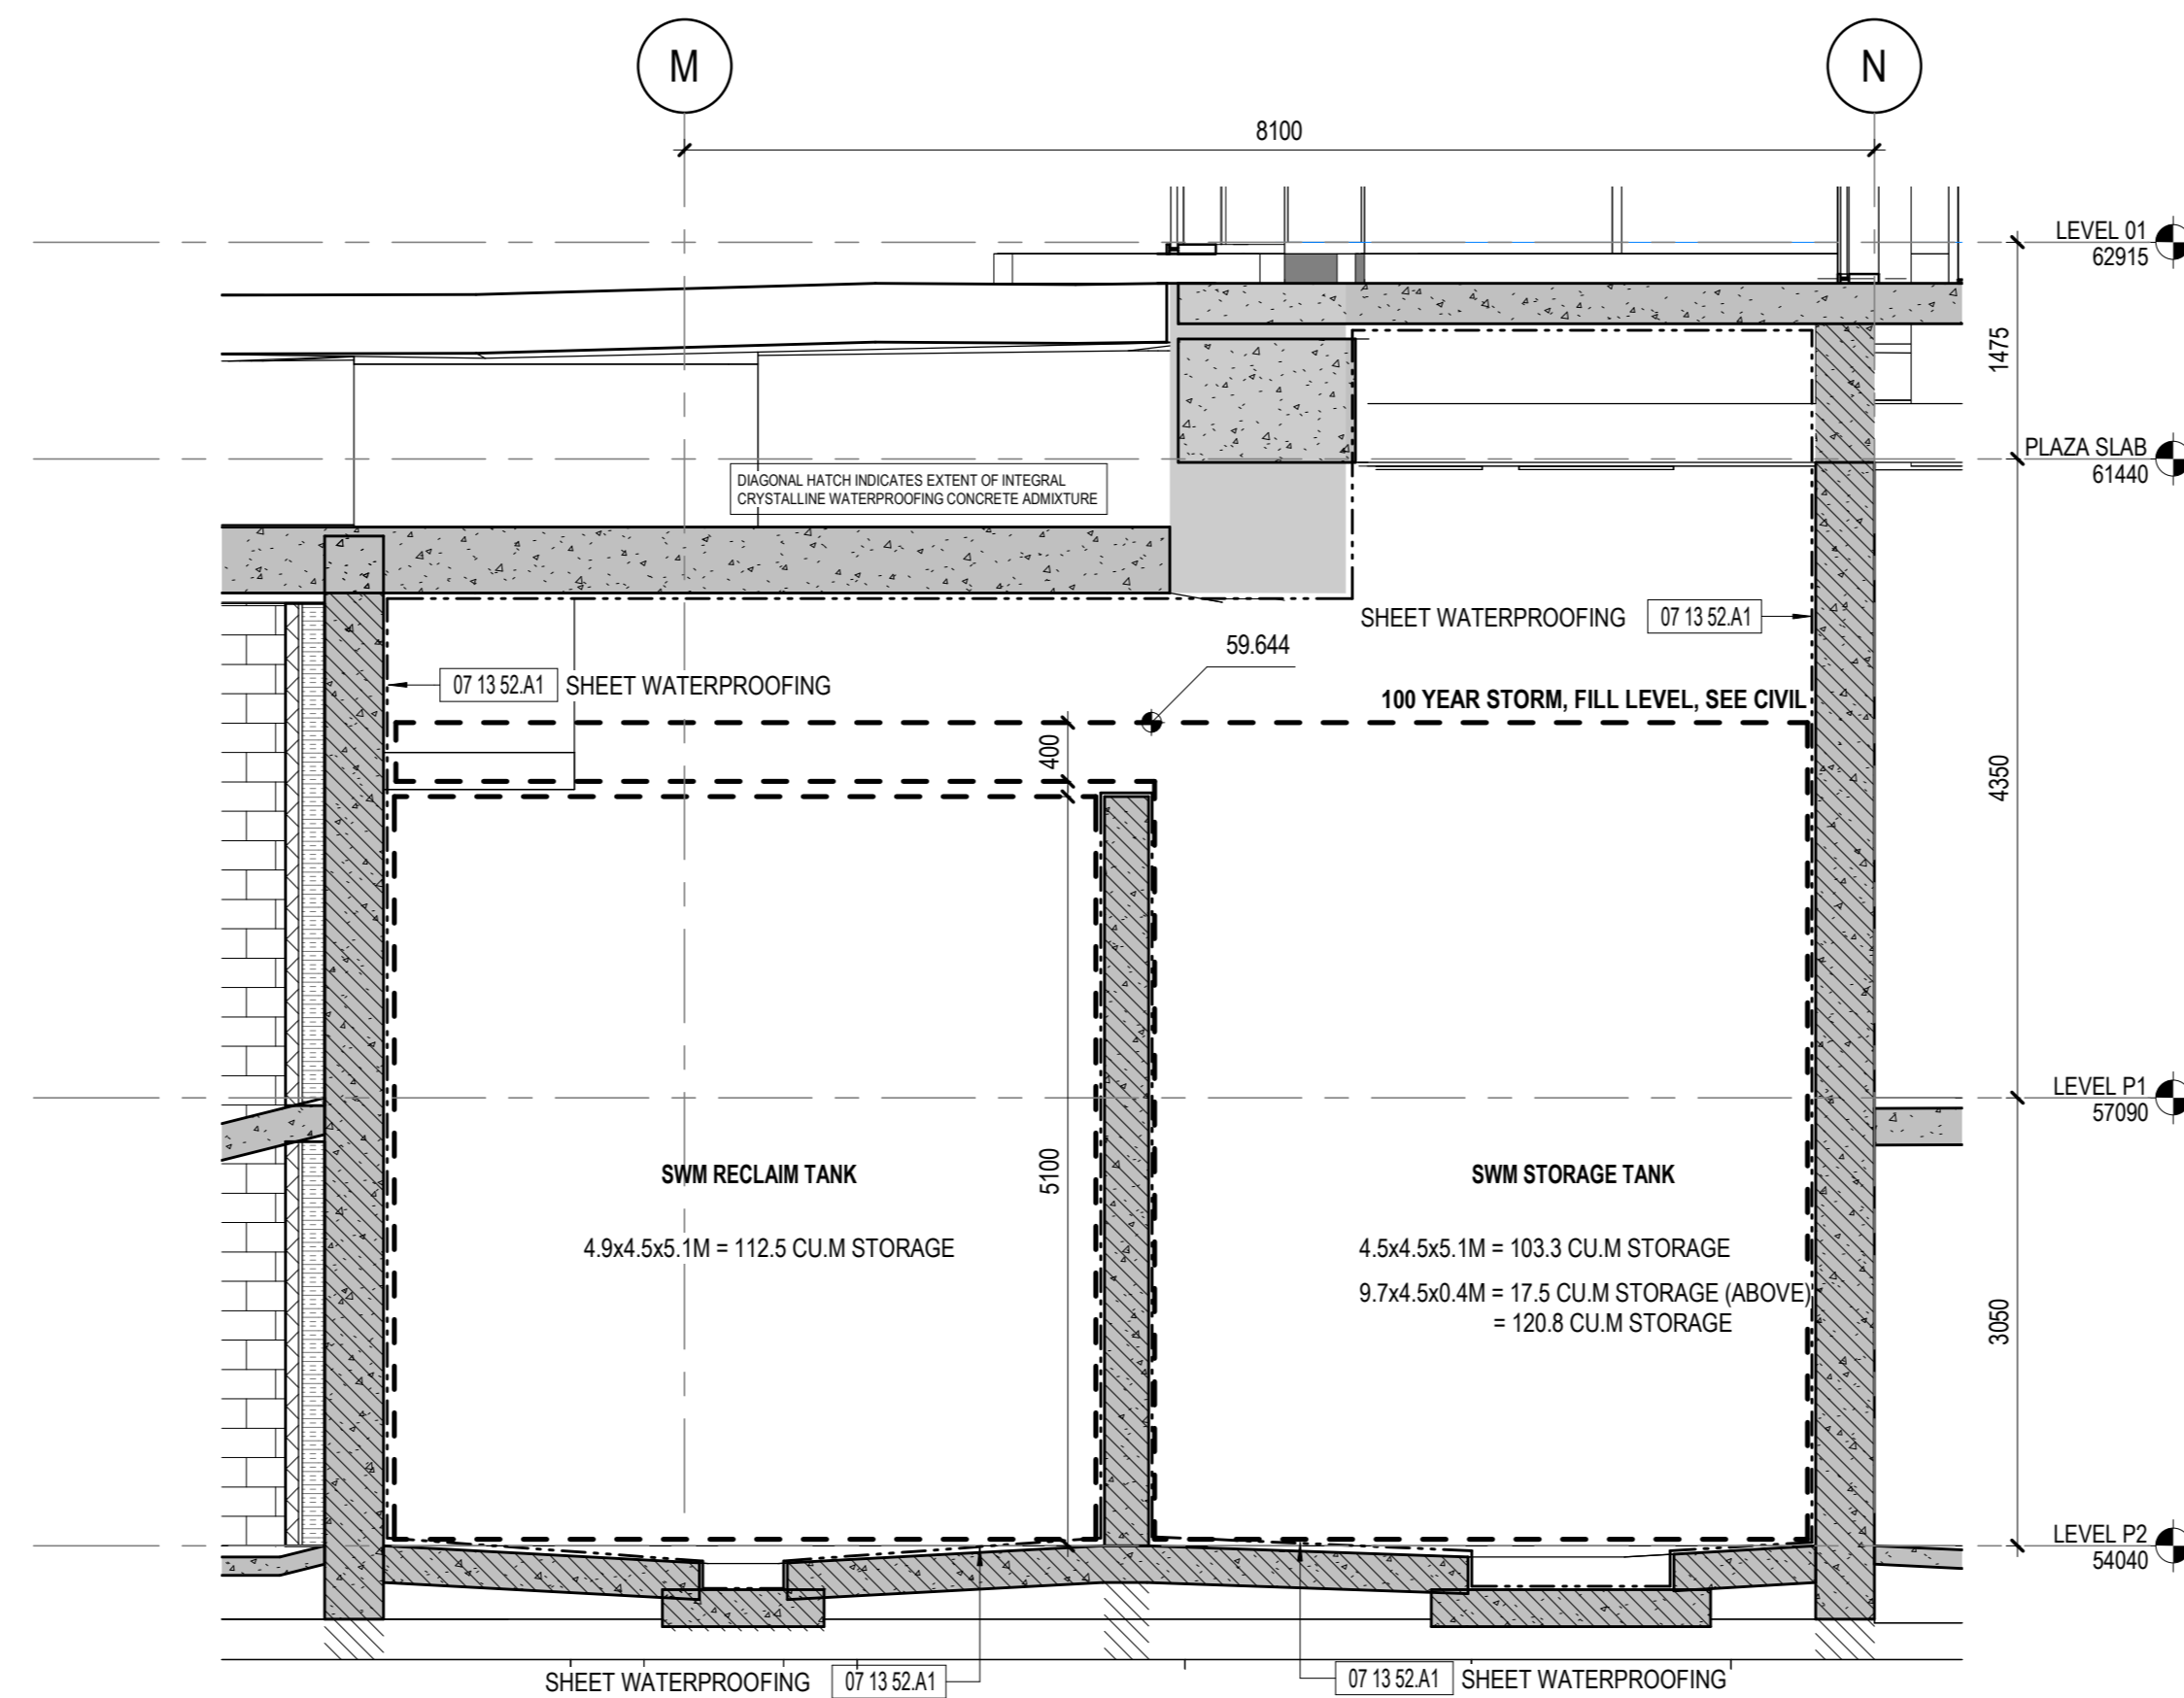 M
N
8100
LEVEL 01
62915
1475
PLAZA SLAB
61440
DIAGONAL HATCH INDICATES EXTENT OF INTEGRAL
CRYSTALLINE WATERPROOFING CONCRETE ADMIXTURE
SHEET WATERPROOFING 07 13 52.A1
59.644
07 13 52.A1 SHEET WATERPROOFING
100 YEAR STORM, FILL LEVEL, SEE CIVIL
400
4350
LEVEL P1
57090
5100
SWM RECLAIM TANK
4.9x4.5x5.1M = 112.5 CU.M STORAGE
SWM STORAGE TANK
4.5x4.5x5.1M = 103.3 CU.M STORAGE
9.7x4.5x0.4M = 17.5 CU.M STORAGE (ABOVE)
= 120.8 CU.M STORAGE
3050
LEVEL P2
54040
SHEET WATERPROOFING 07 13 52.A1
07 13 52.A1 SHEET WATERPROOFING